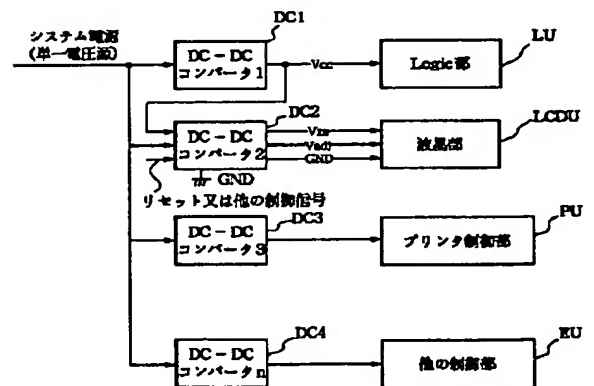 システム電源
(単一電圧源)
DC1
DC-DC
コンバータ1
Vcc
Logic部
LU
DC2
DC-DC
コンバータ2
Vss
Vadj
GND
液晶部
LCDU
GND
リセット又は他の制御信号
DC3
DC-DC
コンバータ3
プリンタ制御部
PU
DC4
DC-DC
コンバータn
他の制御部
EU